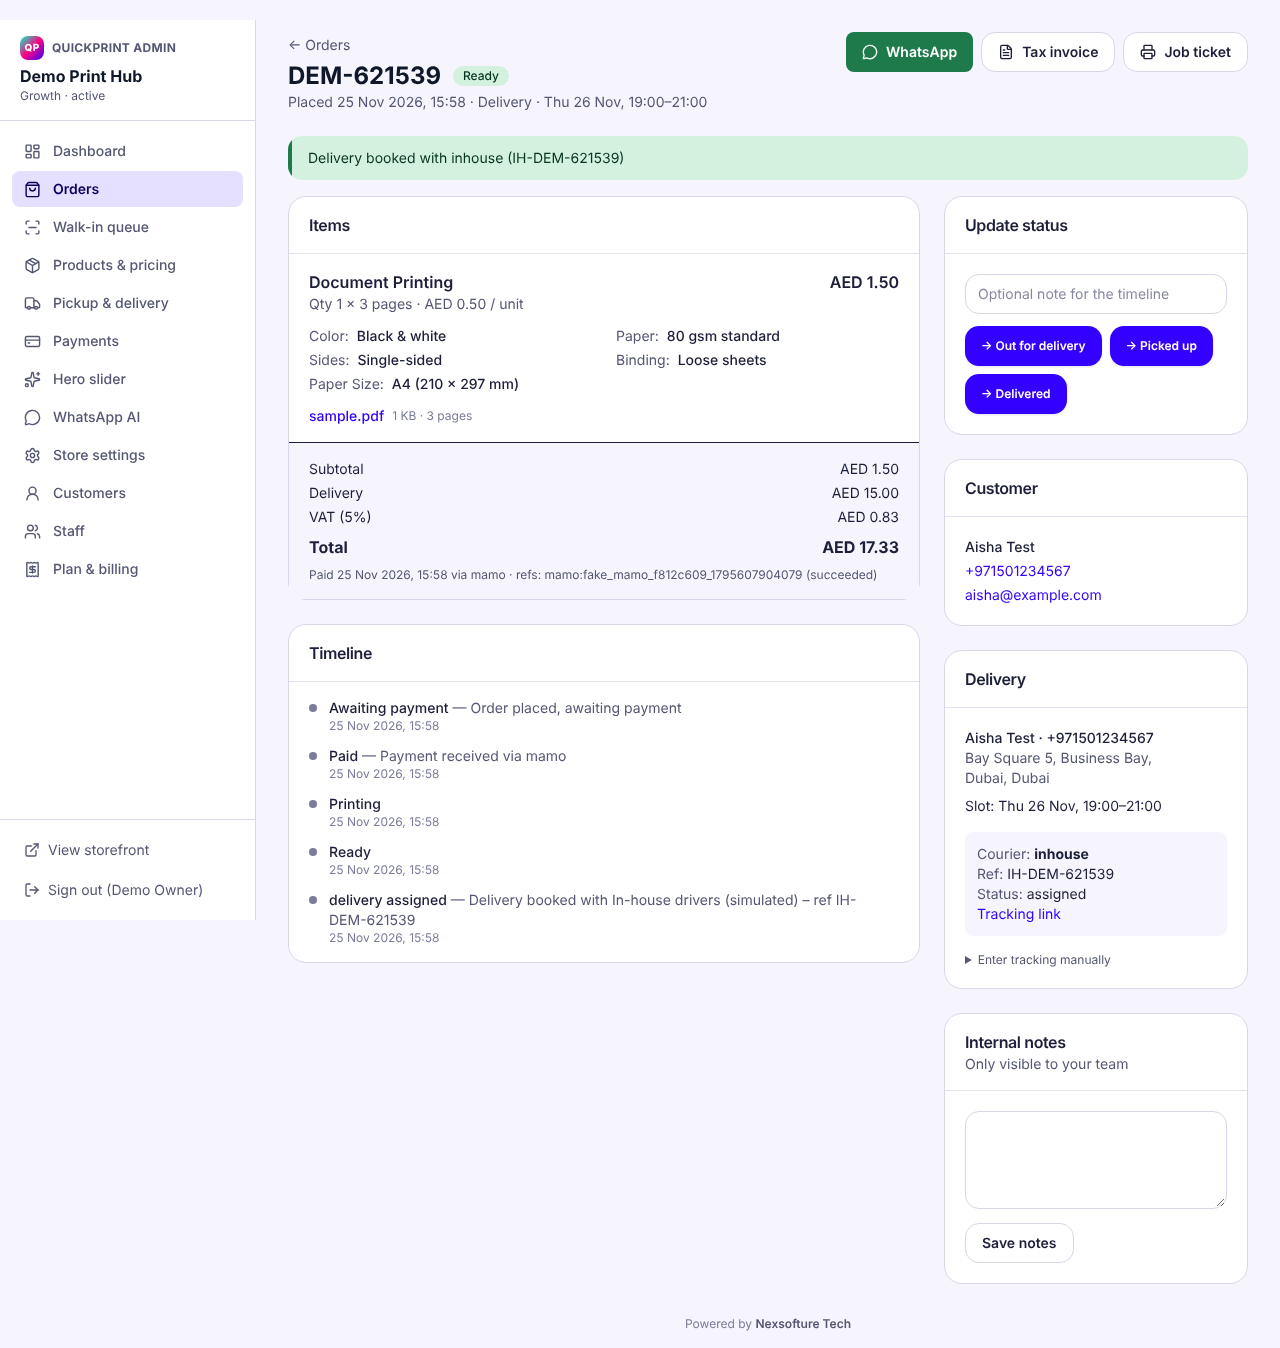 QP QUICKPRINT ADMIN
Demo Print Hub
Growth · active
Dashboard
Orders
Walk-in queue
Products & pricing
Pickup & delivery
Payments
Hero slider
WhatsApp AI
Store settings
Customers
Staff
Plan & billing
View storefront
Sign out (Demo Owner)
← Orders
DEM-621539 Ready
Placed 25 Nov 2026, 15:58 · Delivery · Thu 26 Nov, 19:00–21:00
WhatsApp
Tax invoice
Job ticket
Delivery booked with inhouse (IH-DEM-621539)
Items
Document Printing AED 1.50
Qty 1 × 3 pages · AED 0.50 / unit
Color: Black & white Paper: 80 gsm standard
Sides: Single-sided Binding: Loose sheets
Paper Size: A4 (210 × 297 mm)
sample.pdf 1 KB · 3 pages
Subtotal AED 1.50
Delivery AED 15.00
VAT (5%) AED 0.83
Total AED 17.33
Paid 25 Nov 2026, 15:58 via mamo · refs: mamo:fake_mamo_f812c609_1795607904079 (succeeded)
Timeline
Awaiting payment — Order placed, awaiting payment
25 Nov 2026, 15:58
Paid — Payment received via mamo
25 Nov 2026, 15:58
Printing
25 Nov 2026, 15:58
Ready
25 Nov 2026, 15:58
delivery assigned — Delivery booked with In-house drivers (simulated) – ref IH-
DEM-621539
25 Nov 2026, 15:58
Update status
Optional note for the timeline
→ Out for delivery → Picked up
→ Delivered
Customer
Aisha Test
+971501234567
aisha@example.com
Delivery
Aisha Test · +971501234567
Bay Square 5, Business Bay,
Dubai, Dubai
Slot: Thu 26 Nov, 19:00–21:00
Courier: inhouse
Ref: IH-DEM-621539
Status: assigned
Tracking link
Enter tracking manually
Internal notes
Only visible to your team
Save notes
Powered by Nexsofture Tech